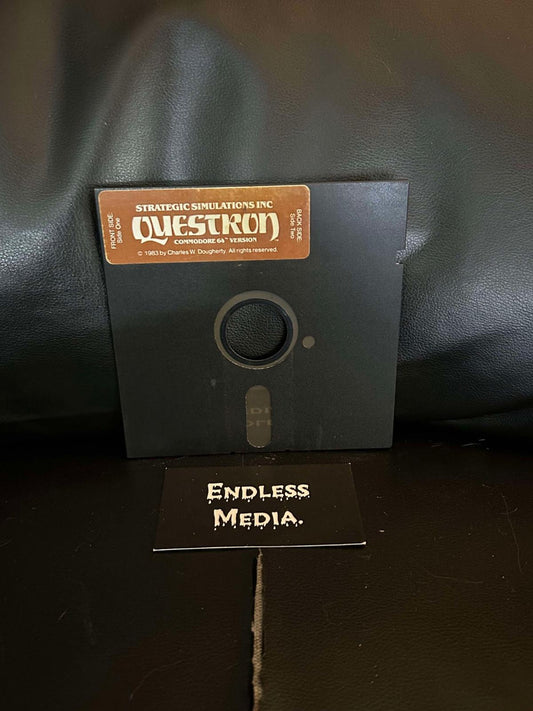 STRATEGIC SIMULATIONS INC
QUESTRON™
COMMODORE 64™ VERSION
© 1983 by Charles W. Dougherty. All rights reserved.
FRONT SIDE:
Side One
BACK SIDE:
Side Two
ENDLESS
MEDIA.